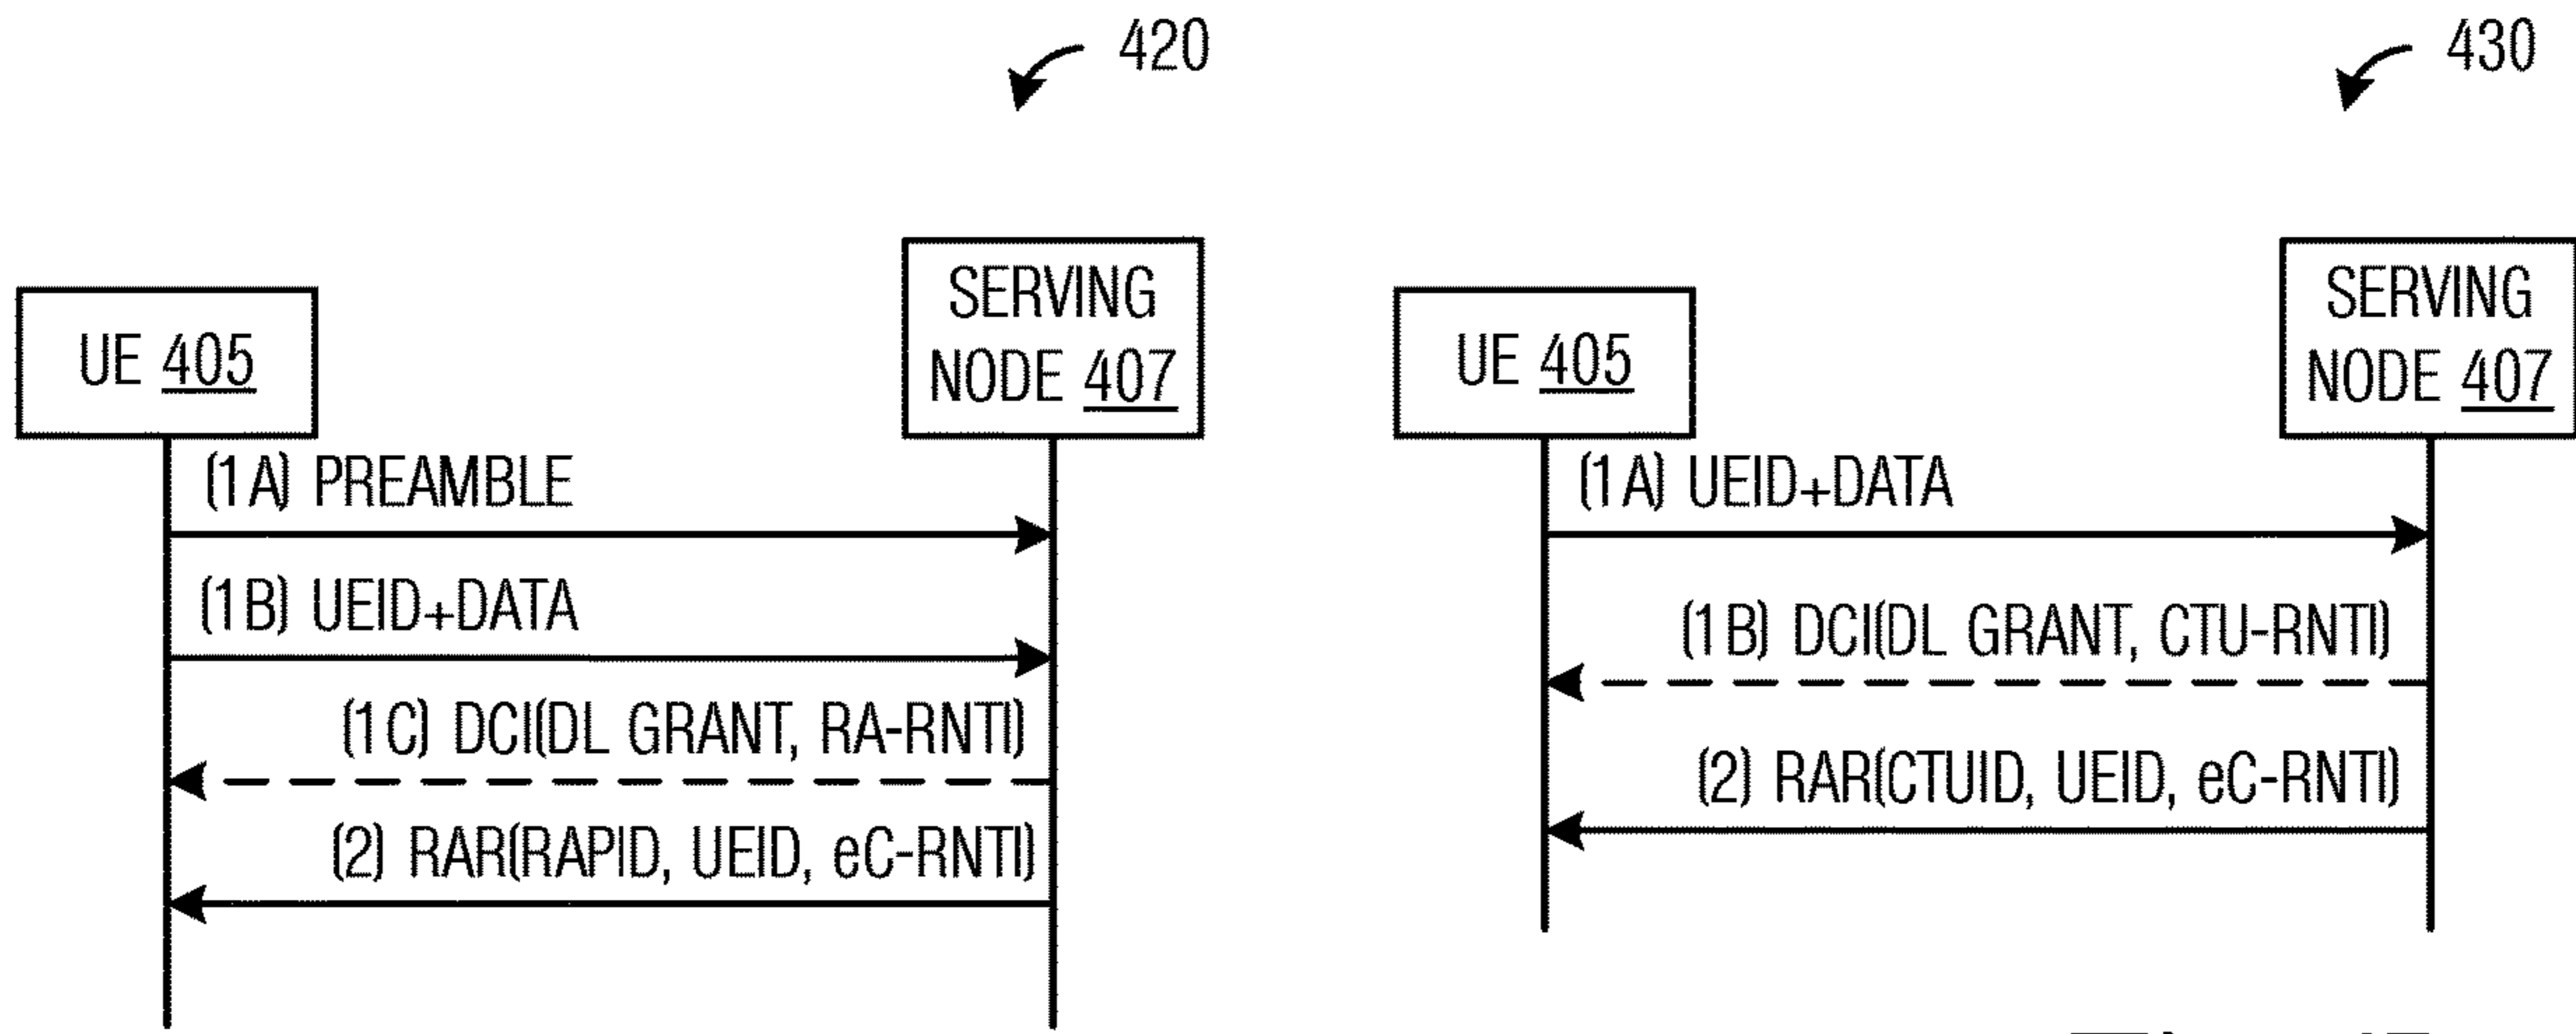 420
UE 405
SERVING
NODE 407
(1A) PREAMBLE
(1B) UEID+DATA
(1C) DCI(DL GRANT, RA-RNTI)
(2) RAR(RAPID, UEID, eC-RNTI)
430
UE 405
SERVING
NODE 407
(1A) UEID+DATA
(1B) DCI(DL GRANT, CTU-RNTI)
(2) RAR(CTUID, UEID, eC-RNTI)